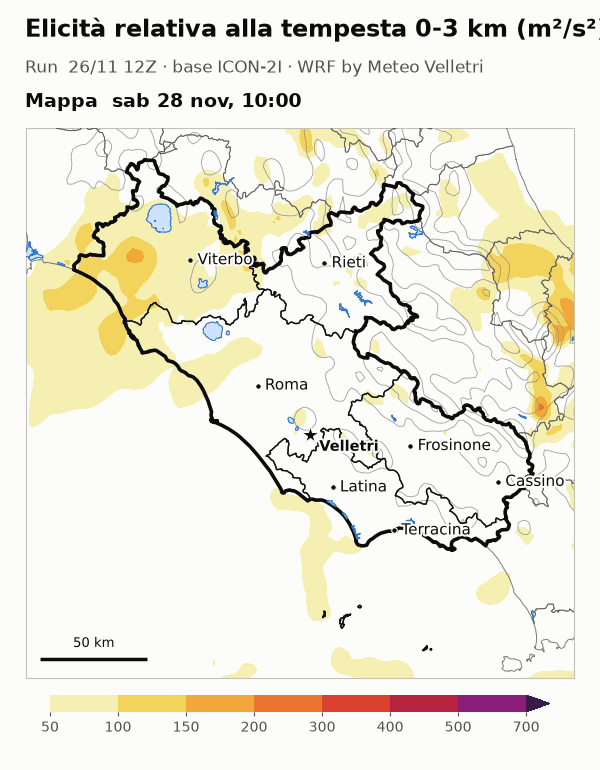 Elicità relativa alla tempesta 0-3 km (m²/s²)
Run  26/11 12Z · base ICON-2I · WRF by Meteo Velletri
Mappa  sab 28 nov, 10:00
Viterbo
Rieti
Roma
Velletri
Frosinone
Cassino
Latina
Terracina
50 km
50 100 150 200 300 400 500 700